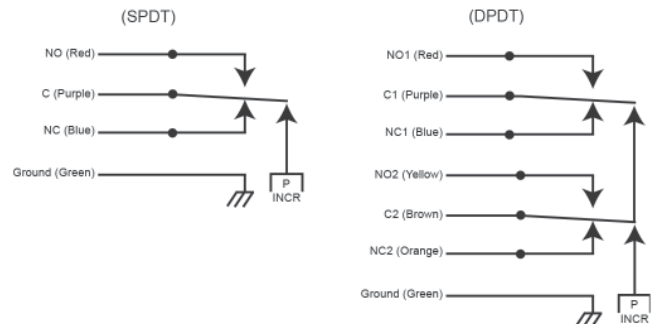 (SPDT)
NO (Red)
C (Purple)
NC (Blue)
Ground (Green)
P
INCR
(DPDT)
NO1 (Red)
C1 (Purple)
NC1 (Blue)
NO2 (Yellow)
C2 (Brown)
NC2 (Orange)
Ground (Green)
P
INCR